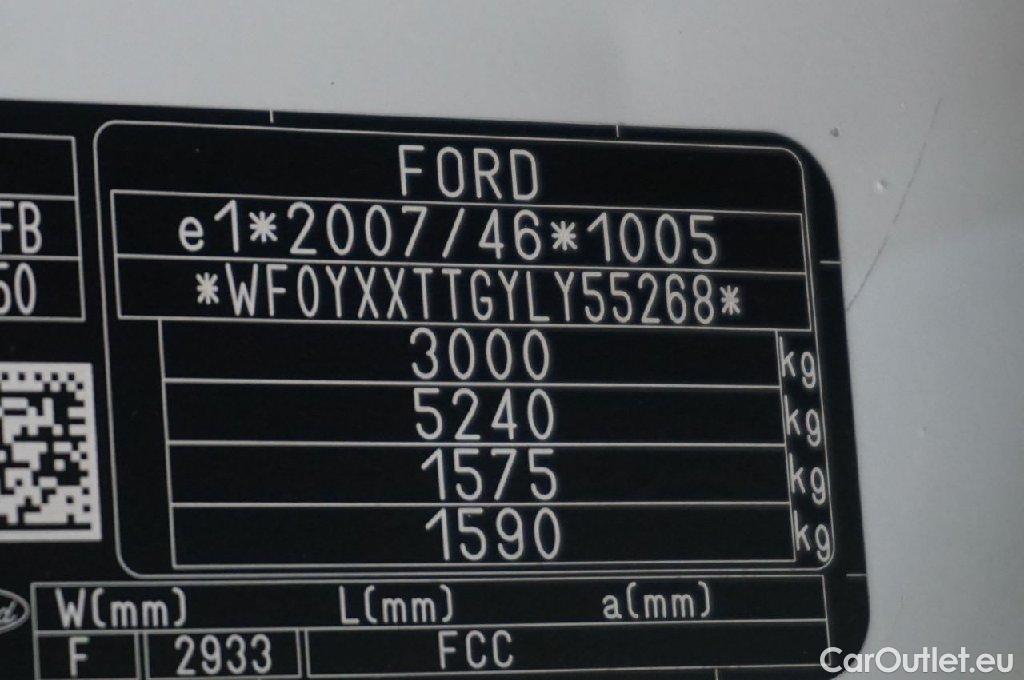 FORD
FB
e1*2007/46*1005
50
*WF0YXXTTGYLY55268*
3000 kg
5240 kg
1575 kg
1590 kg
W(mm) L(mm) a(mm)
F 2933 FCC
CarOutlet.eu